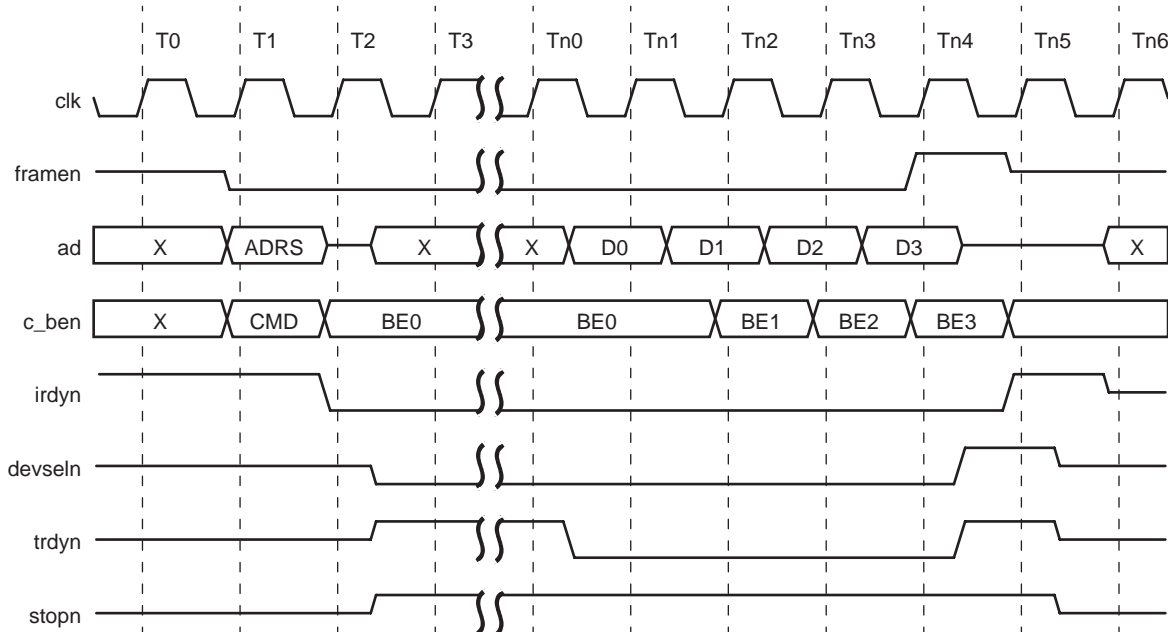 T0 T1 T2 T3 Tn0 Tn1 Tn2 Tn3 Tn4 Tn5 Tn6
clk
framen
ad X ADRS X X D0 D1 D2 D3 X
c_ben X CMD BE0 BE0 BE1 BE2 BE3
irdyn
devseln
trdyn
stopn